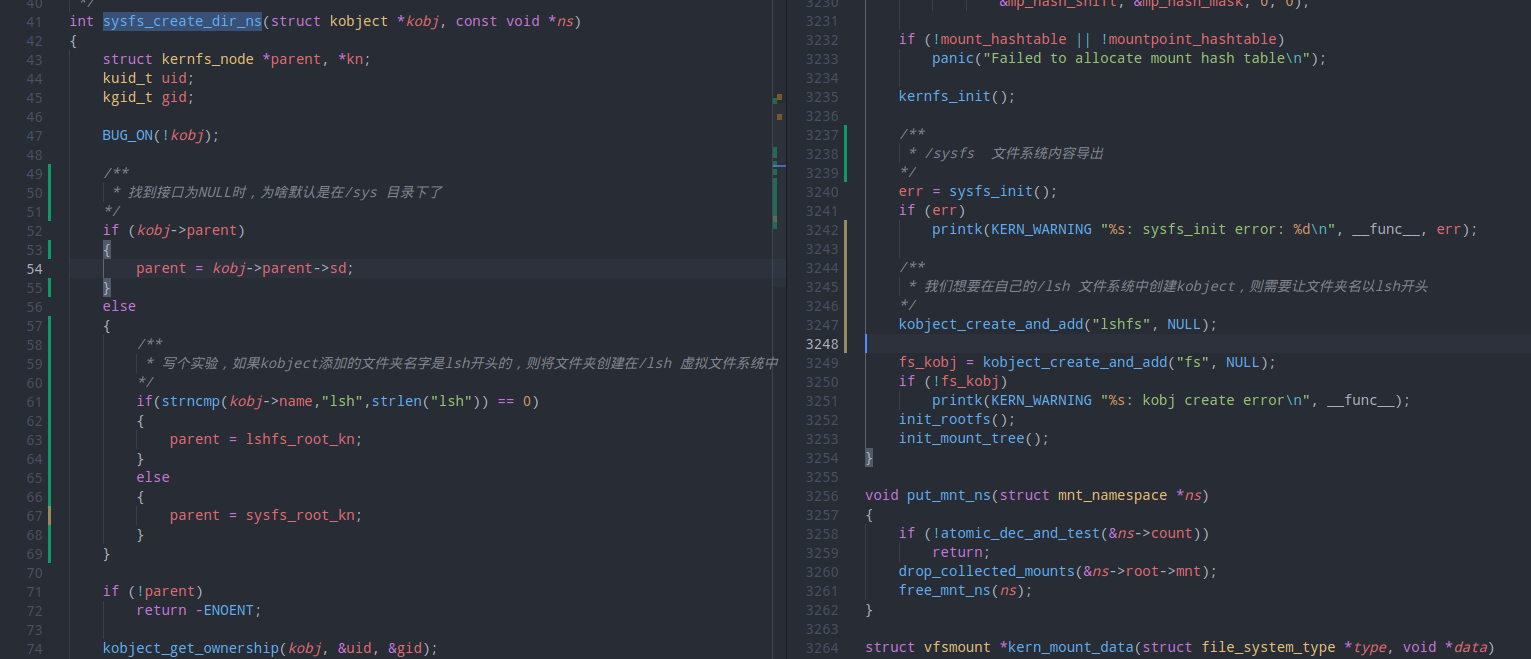 40  */
41 int sysfs_create_dir_ns(struct kobject *kobj, const void *ns)
42 {
43     struct kernfs_node *parent, *kn;
44     kuid_t uid;
45     kgid_t gid;
46
47     BUG_ON(!kobj);
48
49     /**
50      * 找到接口为NULL时，为啥默认是在/sys 目录下了
51     */
52     if (kobj->parent)
53     {
54         parent = kobj->parent->sd;
55     }
56     else
57     {
58         /**
59          * 写个实验，如果kobject添加的文件夹名字是lsh开头的，则将文件夹创建在/lsh 虚拟文件系统中
60         */
61         if(strncmp(kobj->name,"lsh",strlen("lsh")) == 0)
62         {
63             parent = lshfs_root_kn;
64         }
65         else
66         {
67             parent = sysfs_root_kn;
68         }
69     }
70
71     if (!parent)
72         return -ENOENT;
73
74     kobject_get_ownership(kobj, &uid, &gid);
3230                 &mp_hash_shift, &mp_hash_mask, 0, 0);
3231
3232     if (!mount_hashtable || !mountpoint_hashtable)
3233         panic("Failed to allocate mount hash table\n");
3234
3235     kernfs_init();
3236
3237     /**
3238      * /sysfs  文件系统内容导出
3239     */
3240     err = sysfs_init();
3241     if (err)
3242         printk(KERN_WARNING "%s: sysfs_init error: %d\n", __func__, err);
3243
3244     /**
3245      * 我们想要在自己的/lsh 文件系统中创建kobject，则需要让文件夹名以lsh开头
3246     */
3247     kobject_create_and_add("lshfs", NULL);
3248
3249     fs_kobj = kobject_create_and_add("fs", NULL);
3250     if (!fs_kobj)
3251         printk(KERN_WARNING "%s: kobj create error\n", __func__);
3252     init_rootfs();
3253     init_mount_tree();
3254 }
3255
3256 void put_mnt_ns(struct mnt_namespace *ns)
3257 {
3258     if (!atomic_dec_and_test(&ns->count))
3259         return;
3260     drop_collected_mounts(&ns->root->mnt);
3261     free_mnt_ns(ns);
3262 }
3263
3264 struct vfsmount *kern_mount_data(struct file_system_type *type, void *data)